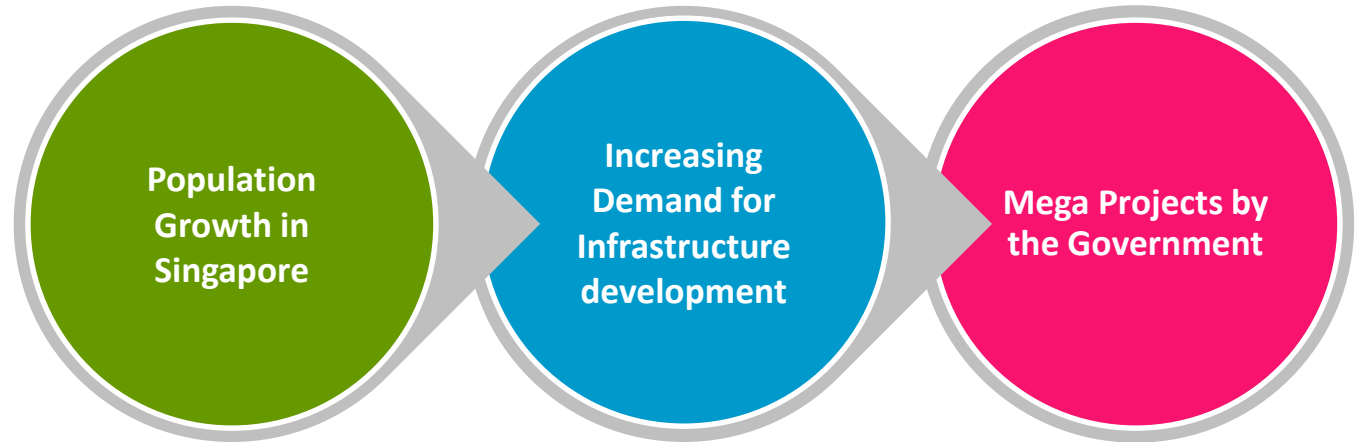 Population
Growth in
Singapore
Increasing
Demand for
Infrastructure
development
Mega Projects by
the Government